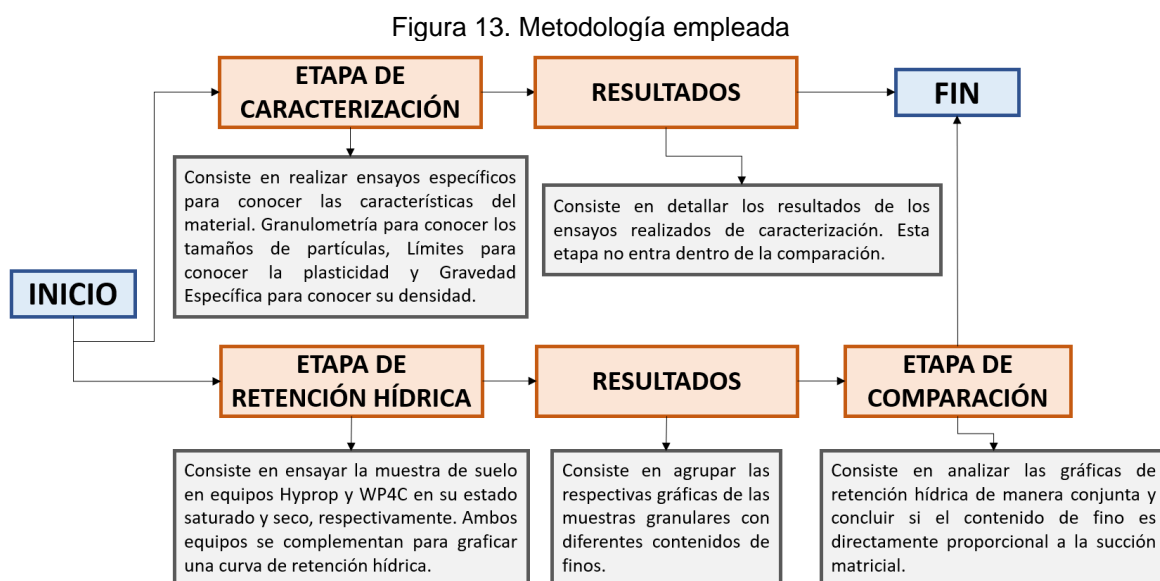 Figura 13. Metodología empleada
ETAPA DE
CARACTERIZACIÓN
RESULTADOS
FIN
Consiste en realizar ensayos específicos
para conocer las características del
material. Granulometría para conocer los
tamaños de partículas, Límites para
conocer la plasticidad y Gravedad
Específica para conocer su densidad.
Consiste en detallar los resultados de los
ensayos realizados de caracterización. Esta
etapa no entra dentro de la comparación.
INICIO
ETAPA DE
RETENCIÓN HÍDRICA
RESULTADOS
ETAPA DE
COMPARACIÓN
Consiste en ensayar la muestra de suelo
en equipos Hyprop y WP4C en su estado
saturado y seco, respectivamente. Ambos
equipos se complementan para graficar
una curva de retención hídrica.
Consiste en agrupar las
respectivas gráficas de las
muestras granulares con
diferentes contenidos de
finos.
Consiste en analizar las gráficas de
retención hídrica de manera conjunta y
concluir si el contenido de fino es
directamente proporcional a la succión
matricial.